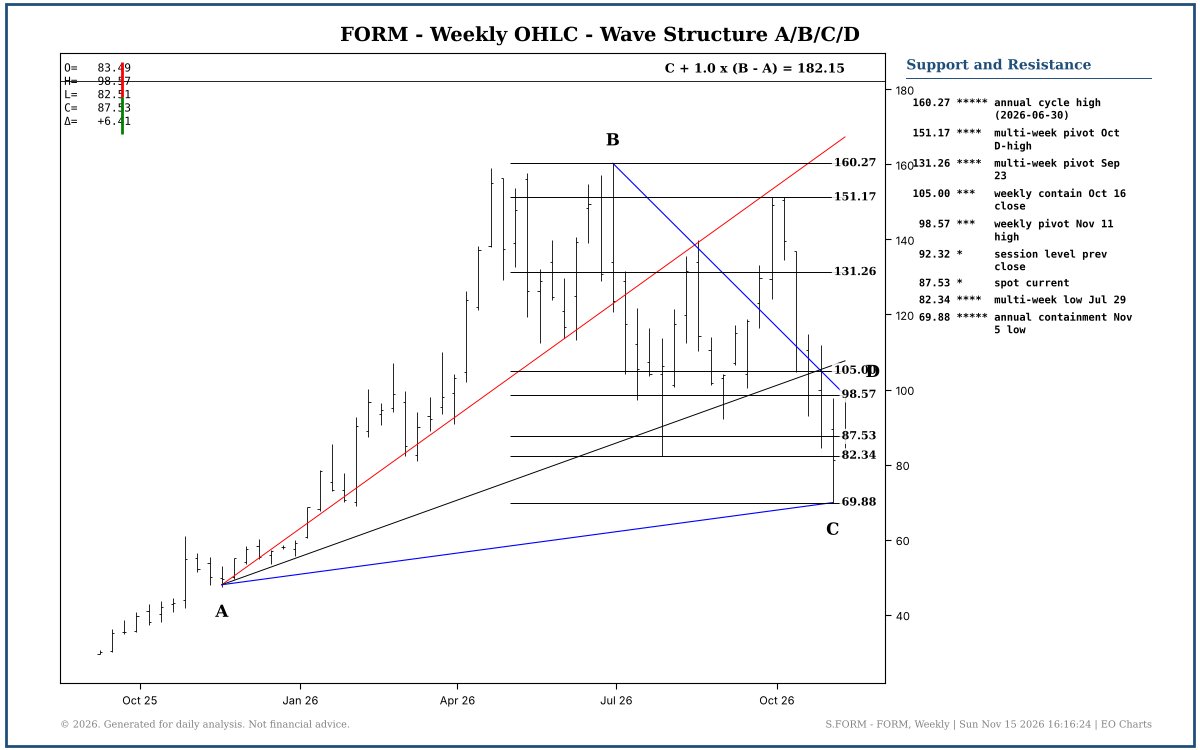 FORM - Weekly OHLC - Wave Structure A/B/C/D
O= 83.49
H= 98.57
L= 82.51
C= 87.53
Δ= +6.41
C + 1.0 x (B - A) = 182.15
B
160.27
151.17
131.26
105.00
D
98.57
87.53
82.34
69.88
C
A
180
160
140
120
100
80
60
40
Oct 25
Jan 26
Apr 26
Jul 26
Oct 26
Support and Resistance
160.27 ***** annual cycle high
(2026-06-30)
151.17 **** multi-week pivot Oct
D-high
131.26 **** multi-week pivot Sep
23
105.00 *** weekly contain Oct 16
close
98.57 *** weekly pivot Nov 11
high
92.32 * session level prev
close
87.53 * spot current
82.34 **** multi-week low Jul 29
69.88 ***** annual containment Nov
5 low
© 2026. Generated for daily analysis. Not financial advice.
S.FORM - FORM, Weekly | Sun Nov 15 2026 16:16:24 | EO Charts